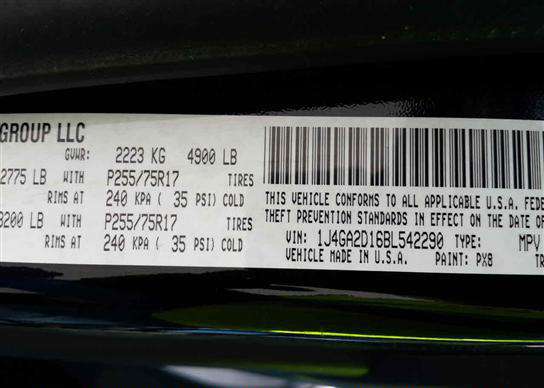 GROUP LLC
GVWR: 2223 KG 4900 LB
2775 LB WITH P255/75R17 TIRES
RIMS AT 240 KPA ( 35 PSI) COLD
3200 LB WITH P255/75R17 TIRES
RIMS AT 240 KPA ( 35 PSI) COLD
THIS VEHICLE CONFORMS TO ALL APPLICABLE U.S.A. FEDE
THEFT PREVENTION STANDARDS IN EFFECT ON THE DATE OF
VIN: 1J4GA2D16BL542290 TYPE: MPV
VEHICLE MADE IN U.S.A. PAINT: PX8 TR